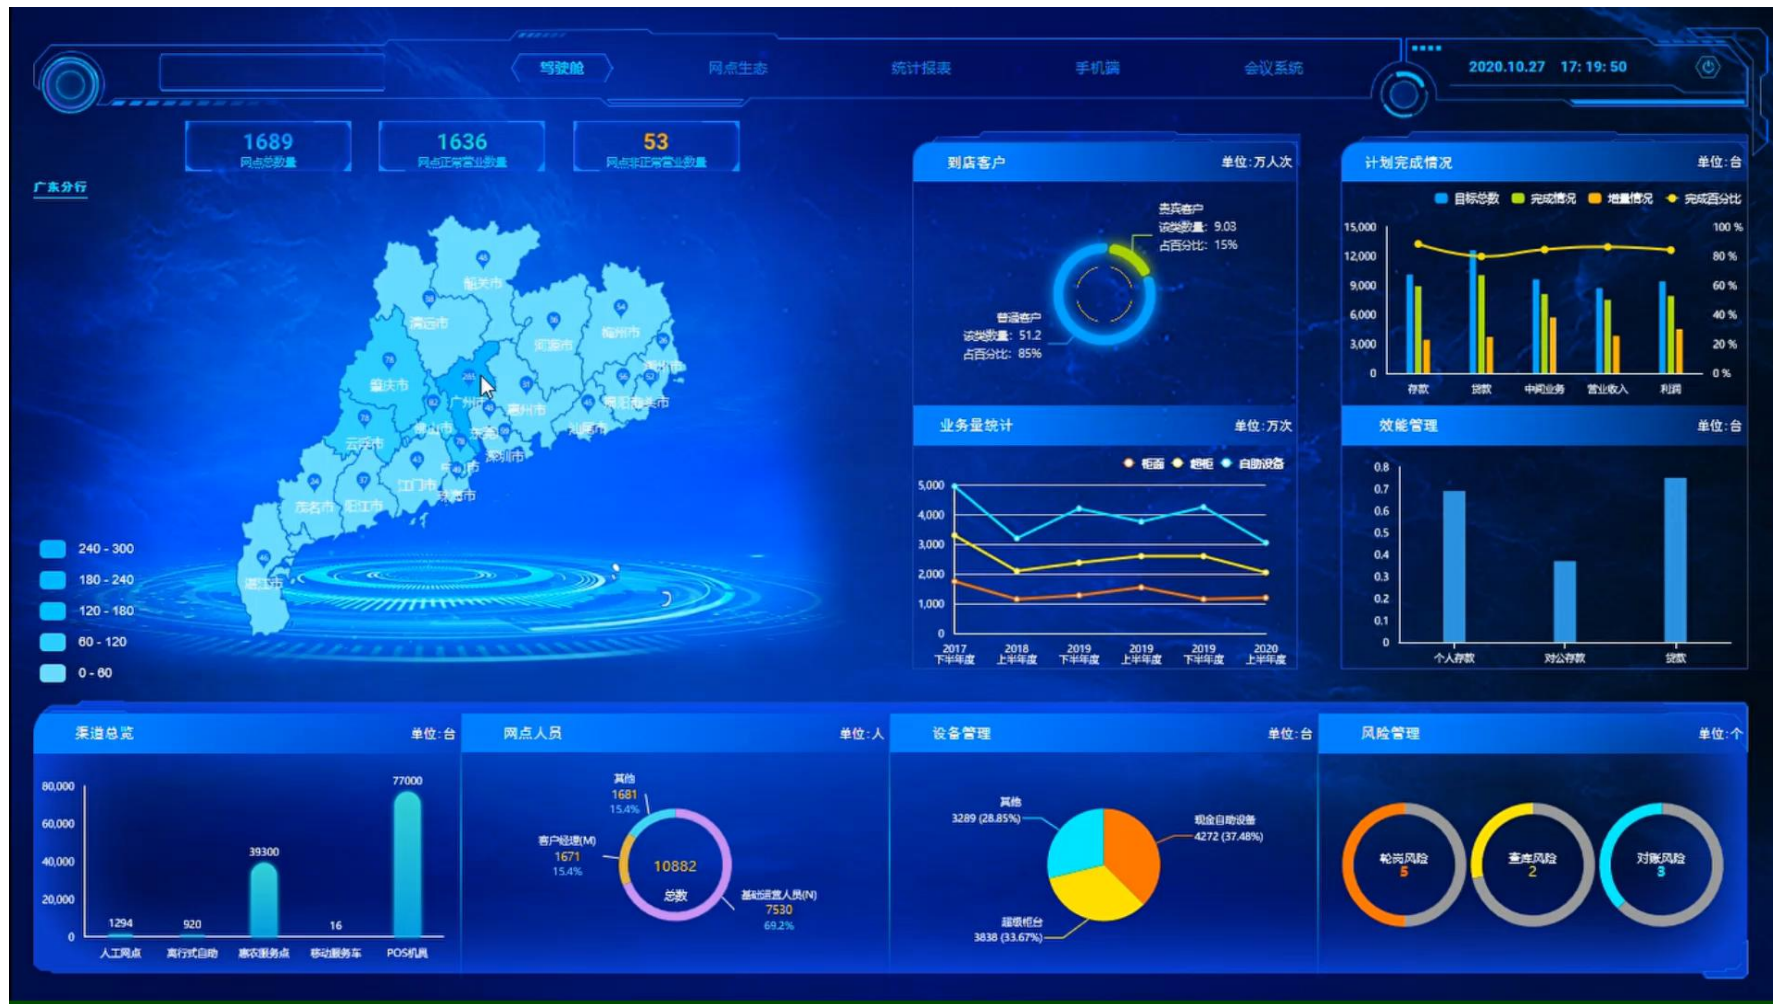 驾驶舱
网点生态
统计报表
手机端
会议系统
2020.10.27 17:19:50
1689
网点总数量
1636
网点正常营业数量
53
网点非正常营业数量
广东分行
韶关市
清远市
河源市
54
梅州市
78
肇庆市
285
广州市
惠州市
潮州市
云浮市
佛山市
东莞
深圳市
汕尾市
江门市
珠海市
茂名市
阳江市
湛江市
240 - 300
180 - 240
120 - 180
60 - 120
0 - 60
到店客户
单位:万人次
贵宾客户
该类数量: 9.03
占百分比: 15%
普通客户
该类数量: 51.2
占百分比: 85%
计划完成情况
单位:台
目标总数 完成情况 增量情况 完成百分比
15,000
12,000
9,000
6,000
3,000
0
100 %
80 %
60 %
40 %
20 %
0 %
存款 贷款 中间业务 营业收入 利润
业务量统计
单位:万次
柜面 超柜 自助设备
5,000
4,000
3,000
2,000
1,000
0
2017 下半年度
2018 上半年度
2019 下半年度
2019 上半年度
2019 下半年度
2020 上半年度
效能管理
单位:台
0.8
0.7
0.6
0.5
0.4
0.3
0.2
0.1
0
个人存款 对公存款 贷款
渠道总览
单位:台
80,000
60,000
40,000
20,000
0
1294
920
39300
16
77000
人工网点 离行式自助 惠农服务点 移动服务车 POS机具
网点人员
单位:人
其他
1681
15.4%
客户经理(M)
1671
15.4%
10882
总数
基础运营人员(N)
7530
69.2%
设备管理
单位:台
其他
3289 (28.85%)
现金自助设备
4272 (37.48%)
超级柜台
3838 (33.67%)
风险管理
单位:个
轮岗风险
5
查库风险
2
对账风险
3